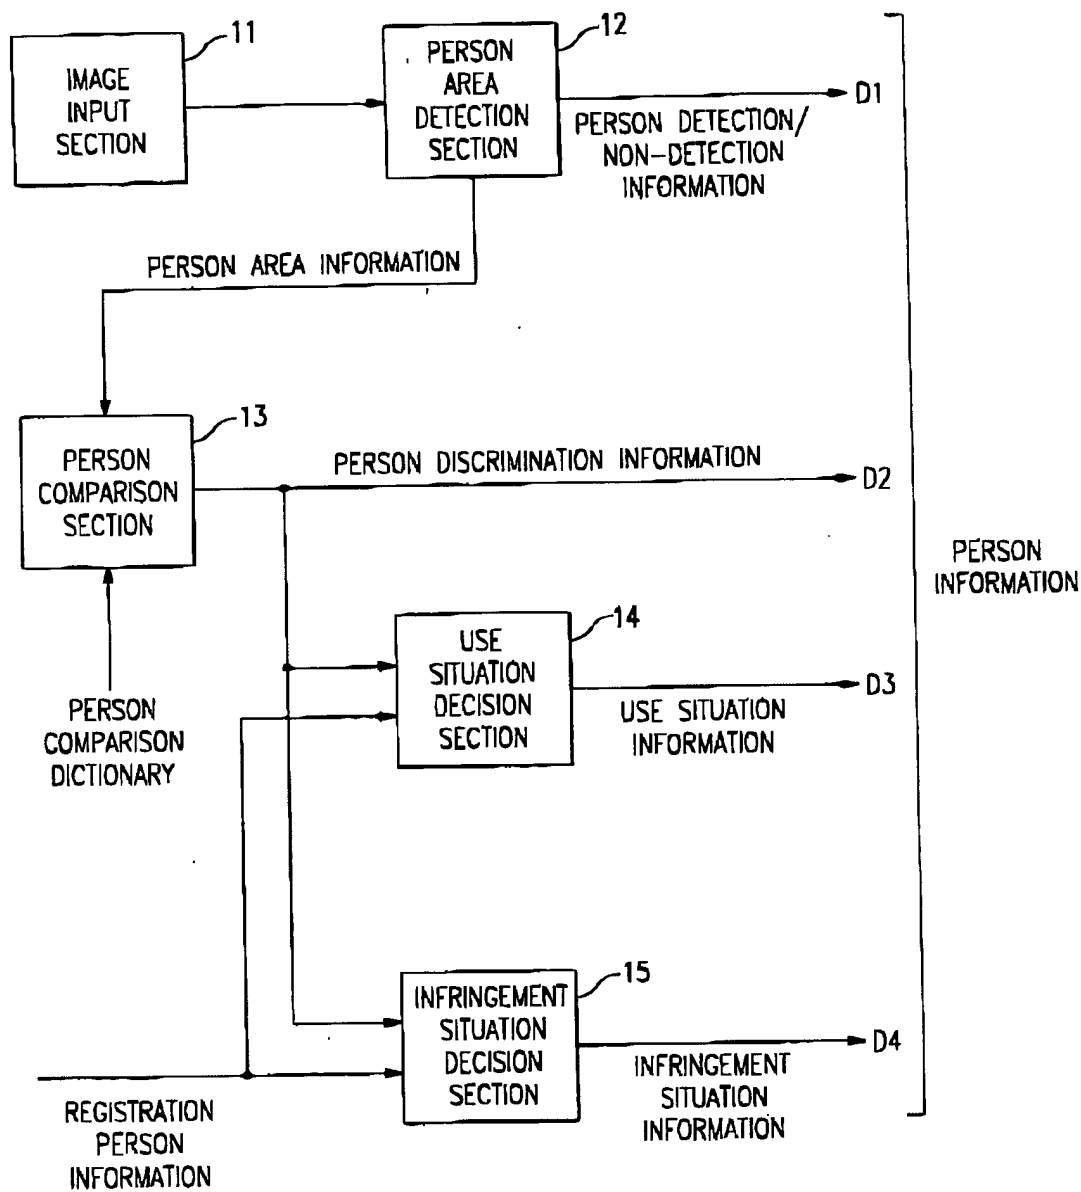 11
IMAGE
INPUT
SECTION
12
PERSON
AREA
DETECTION
SECTION
D1
PERSON DETECTION/
NON-DETECTION
INFORMATION
PERSON AREA INFORMATION
13
PERSON
COMPARISON
SECTION
PERSON DISCRIMINATION INFORMATION
D2
PERSON
INFORMATION
14
USE
SITUATION
DECISION
SECTION
D3
USE SITUATION
INFORMATION
PERSON
COMPARISON
DICTIONARY
15
INFRINGEMENT
SITUATION
DECISION
SECTION
D4
INFRINGEMENT
SITUATION
INFORMATION
REGISTRATION
PERSON
INFORMATION